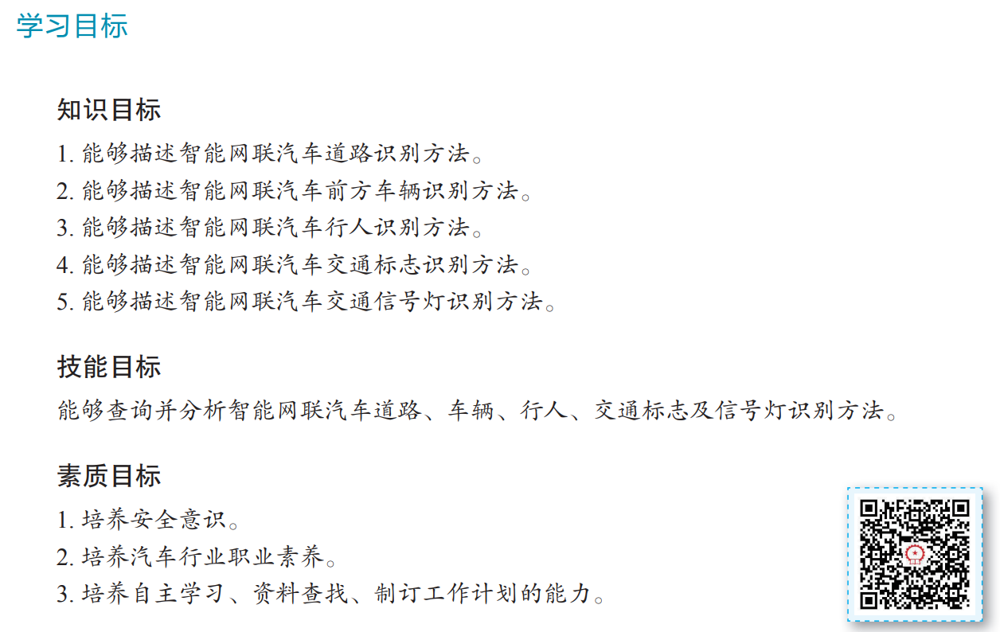 学习目标
知识目标
1. 能够描述智能网联汽车道路识别方法。
2. 能够描述智能网联汽车前方车辆识别方法。
3. 能够描述智能网联汽车行人识别方法。
4. 能够描述智能网联汽车交通标志识别方法。
5. 能够描述智能网联汽车交通信号灯识别方法。
技能目标
能够查询并分析智能网联汽车道路、车辆、行人、交通标志及信号灯识别方法。
素质目标
1. 培养安全意识。
2. 培养汽车行业职业素养。
3. 培养自主学习、资料查找、制订工作计划的能力。